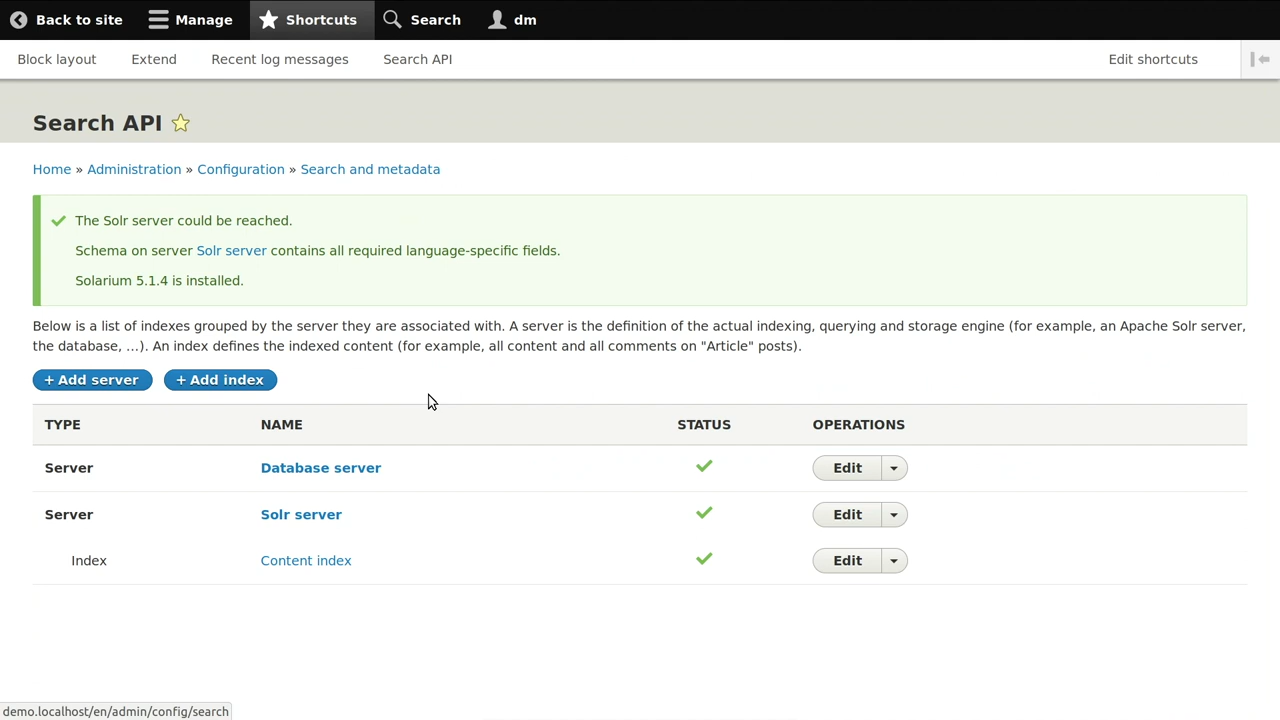 Back to site Manage Shortcuts Search dm
Block layout Extend Recent log messages Search API Edit shortcuts
Search API
Home » Administration » Configuration » Search and metadata
The Solr server could be reached.
Schema on server Solr server contains all required language-specific fields.
Solarium 5.1.4 is installed.
Below is a list of indexes grouped by the server they are associated with. A server is the definition of the actual indexing, querying and storage engine (for example, an Apache Solr server,
the database, …). An index defines the indexed content (for example, all content and all comments on "Article" posts).
+ Add server + Add index
TYPE NAME STATUS OPERATIONS
Server Database server Edit
Server Solr server Edit
Index Content index Edit
demo.localhost/en/admin/config/search